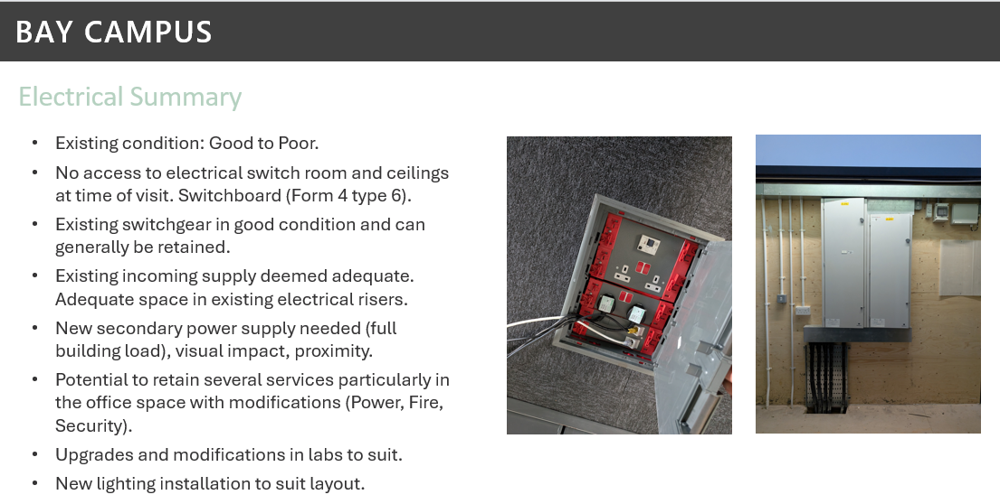 BAY CAMPUS
Electrical Summary
• Existing condition: Good to Poor.
• No access to electrical switch room and ceilings
at time of visit. Switchboard (Form 4 type 6).
• Existing switchgear in good condition and can
generally be retained.
• Existing incoming supply deemed adequate.
Adequate space in existing electrical risers.
• New secondary power supply needed (full
building load), visual impact, proximity.
• Potential to retain several services particularly in
the office space with modifications (Power, Fire,
Security).
• Upgrades and modifications in labs to suit.
• New lighting installation to suit layout.